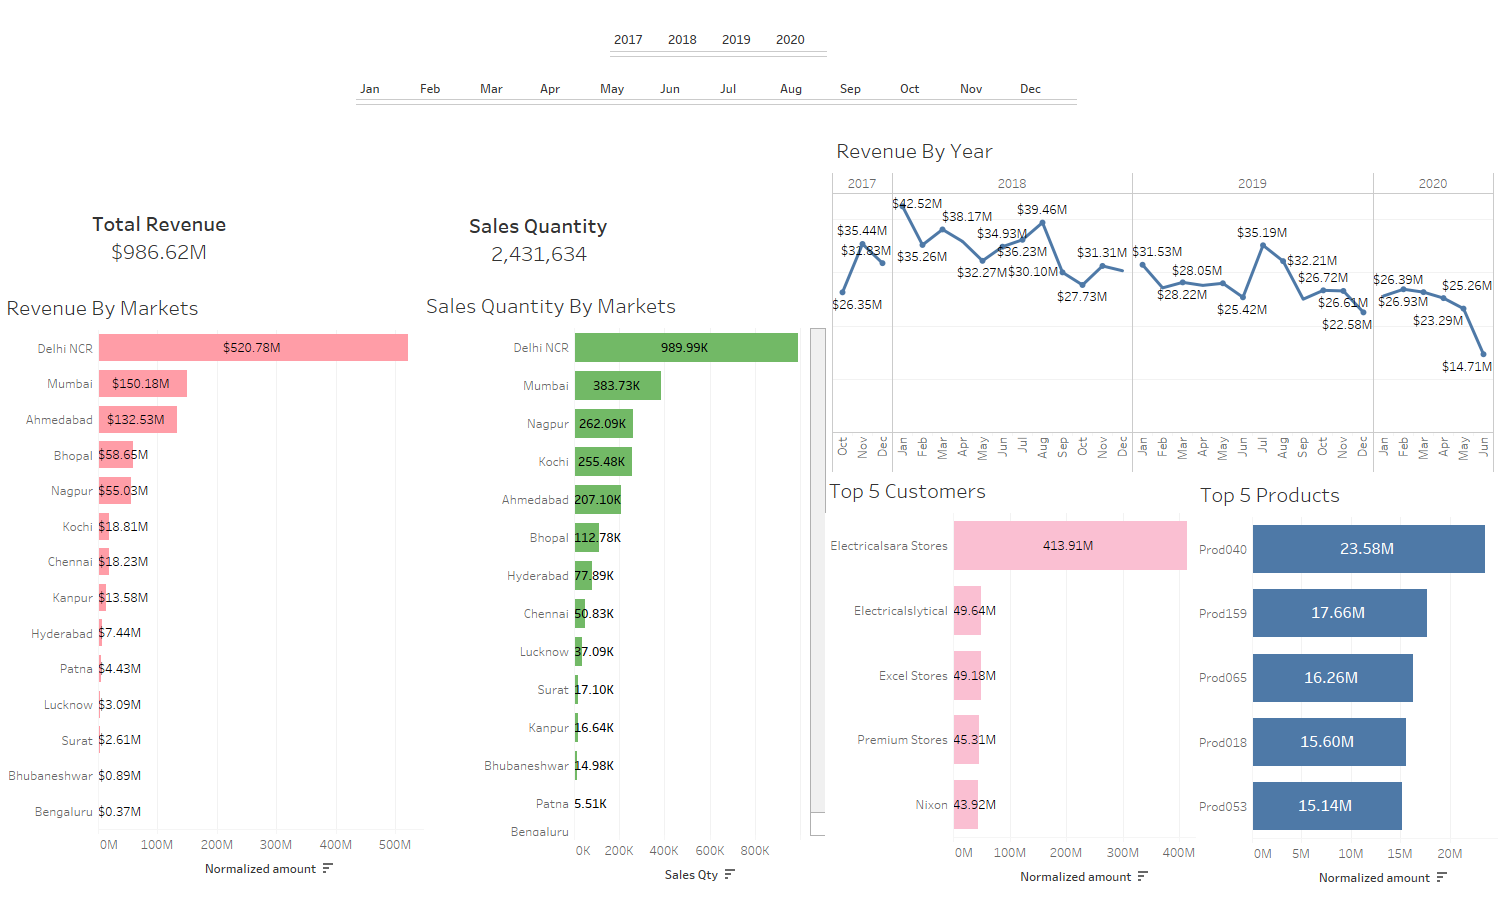 2017 2018 2019 2020
Jan Feb Mar Apr May Jun Jul Aug Sep Oct Nov Dec
Total Revenue
$986.62M
Sales Quantity
2,431,634
Revenue By Markets
Delhi NCR $520.78M
Mumbai $150.18M
Ahmedabad $132.53M
Bhopal $58.65M
Nagpur $55.03M
Kochi $18.81M
Chennai $18.23M
Kanpur $13.58M
Hyderabad $7.44M
Patna $4.43M
Lucknow $3.09M
Surat $2.61M
Bhubaneshwar $0.89M
Bengaluru $0.37M
0M 100M 200M 300M 400M 500M
Normalized amount
Sales Quantity By Markets
Delhi NCR 989.99K
Mumbai 383.73K
Nagpur 262.09K
Kochi 255.48K
Ahmedabad 207.10K
Bhopal 112.78K
Hyderabad 77.89K
Chennai 50.83K
Lucknow 37.09K
Surat 17.10K
Kanpur 16.64K
Bhubaneshwar 14.98K
Patna 5.51K
Bengaluru
0K 200K 400K 600K 800K
Sales Qty
Revenue By Year
2017 2018 2019 2020
$26.35M $35.44M $31.83M $42.52M $35.26M $38.17M $32.27M $34.93M $36.23M $39.46M $30.10M $27.73M $31.31M $31.53M $28.22M $28.05M $25.42M $35.19M $32.21M $26.72M $26.61M $22.58M $26.39M $26.93M $23.29M $25.26M $14.71M
Oct Nov Dec Jan Feb Mar Apr May Jun Jul Aug Sep Oct Nov Dec Jan Feb Mar Apr May Jun Jul Aug Sep Oct Nov Dec Jan Feb Mar Apr May Jun
Top 5 Customers
Electricalsara Stores 413.91M
Electricalslytical 49.64M
Excel Stores 49.18M
Premium Stores 45.31M
Nixon 43.92M
0M 100M 200M 300M 400M
Normalized amount
Top 5 Products
Prod040 23.58M
Prod159 17.66M
Prod065 16.26M
Prod018 15.60M
Prod053 15.14M
0M 5M 10M 15M 20M
Normalized amount